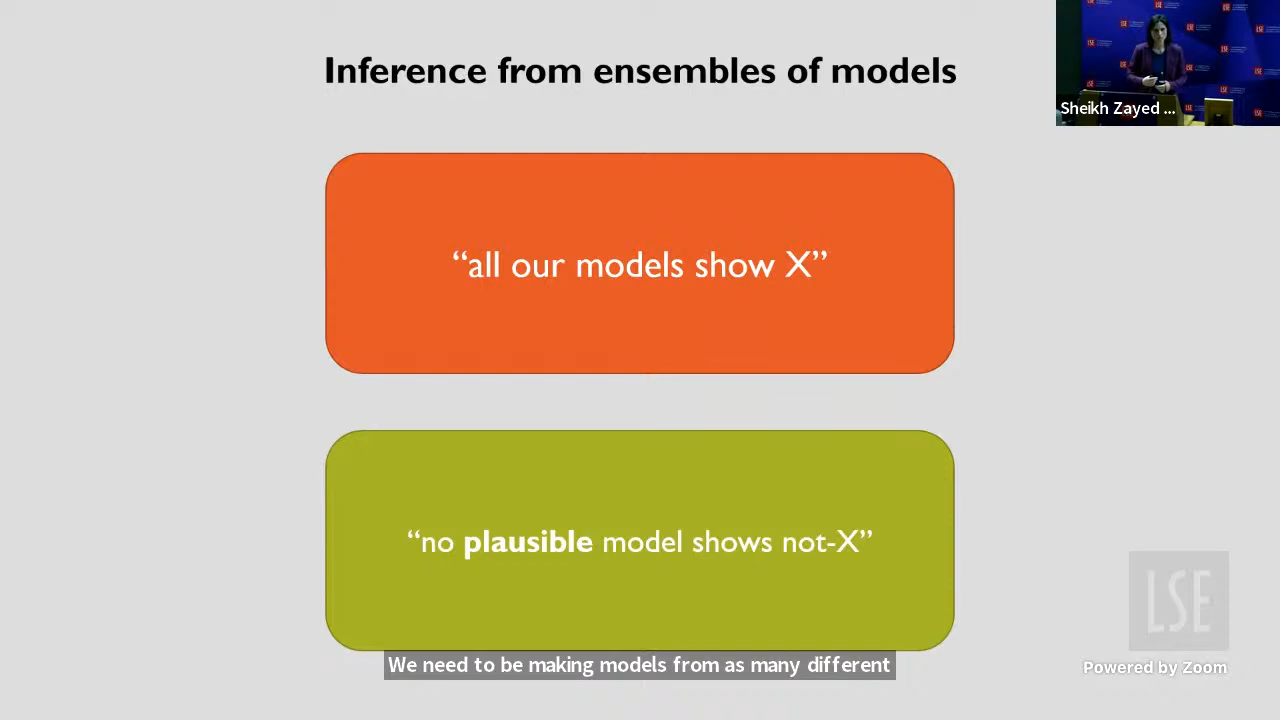 Inference from ensembles of models
Sheikh Zayed ...
“all our models show X”
“no plausible model shows not-X”
We need to be making models from as many different
LSE
Powered by Zoom